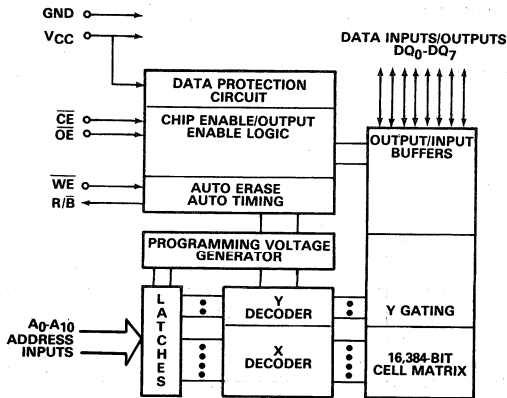 GND
VCC
DATA INPUTS/OUTPUTS
DQ0-DQ7
DATA PROTECTION
CIRCUIT
CE
OE
CHIP ENABLE/OUTPUT
ENABLE LOGIC
OUTPUT/INPUT
BUFFERS
WE
R/B
AUTO ERASE
AUTO TIMING
PROGRAMMING VOLTAGE
GENERATOR
A0-A10
ADDRESS
INPUTS
LATCHES
Y
DECODER
Y GATING
X
DECODER
16,384-BIT
CELL MATRIX